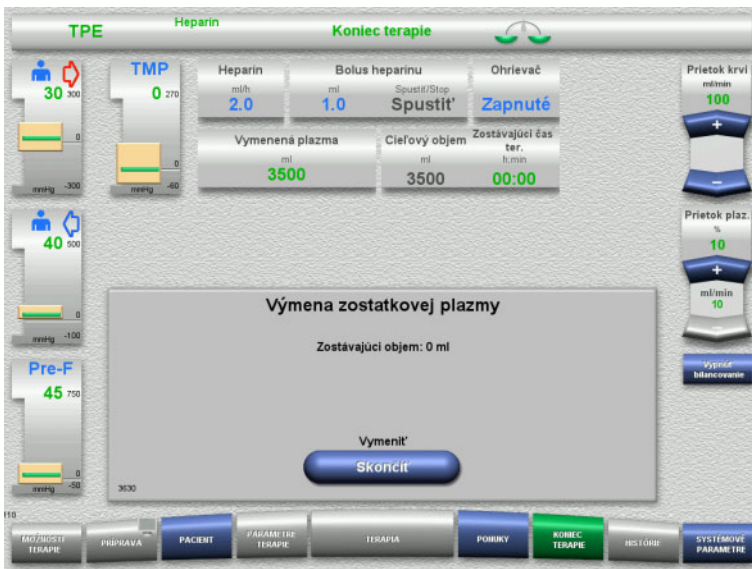 TPE
Heparín
Koniec terapie
30 300
0
mmHg -300
TMP
0 270
0
mmHg -60
Heparín
ml/h
2.0
Bolus heparínu
ml
1.0
Spustiť/Stop
Spustiť
Ohrievač
Zapnuté
Vymenená plazma
ml
3500
Cieľový objem
ml
3500
Zostávajúci čas
ter.
h:min
00:00
Prietok krvi
ml/min
100
+
–
40 500
0
mmHg -100
Prietok plaz.
%
10
+
ml/min
10
–
Vypnúť
bilancovanie
Pre-F
45 750
0
mmHg -50
Výmena zostatkovej plazmy
Zostávajúci objem: 0 ml
Vymeniť
Skončiť
3630
MOŽNOSTI
TERAPIE
PRÍPRAVA
PACIENT
PARAMETRE
TERAPIE
TERAPIA
PONUKY
KONIEC
TERAPIE
HISTÓRIE
SYSTÉMOVÉ
PARAMETRE